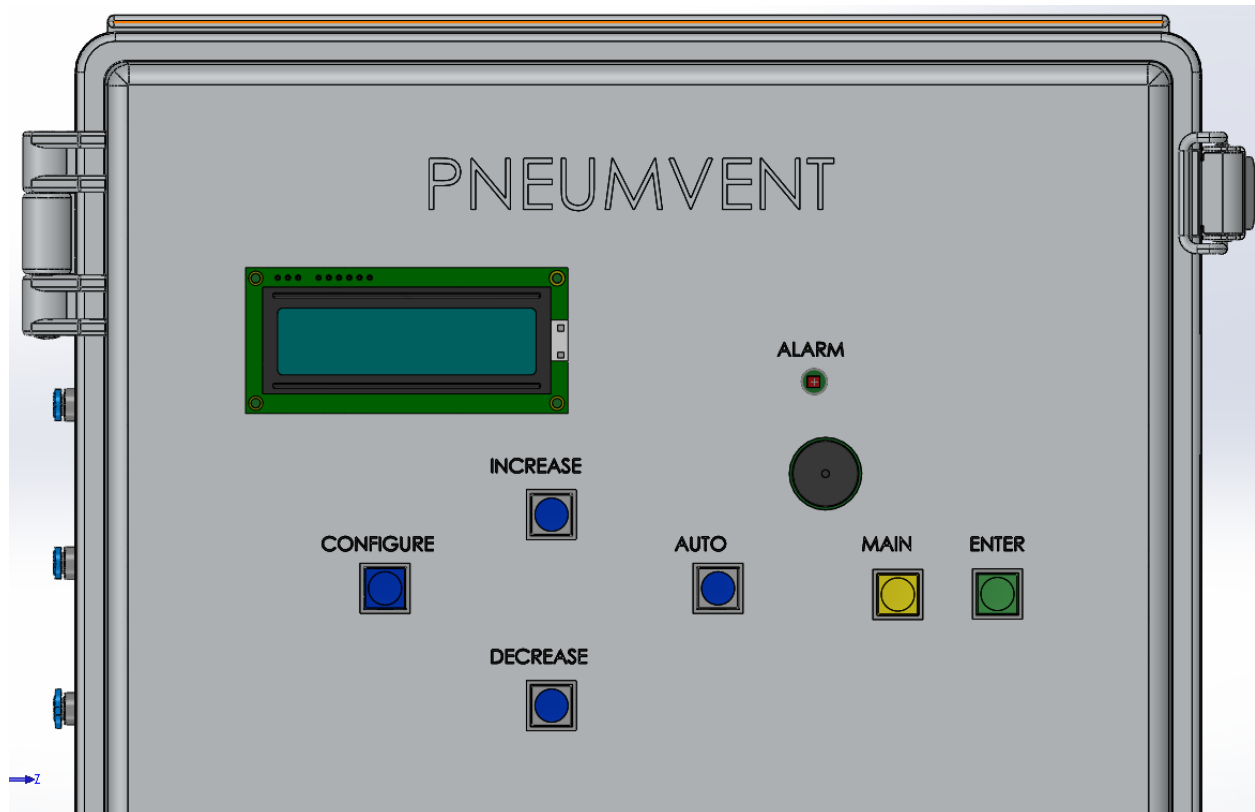 PNEUMVENT
ALARM
INCREASE
CONFIGURE
AUTO
MAIN
ENTER
DECREASE
Z